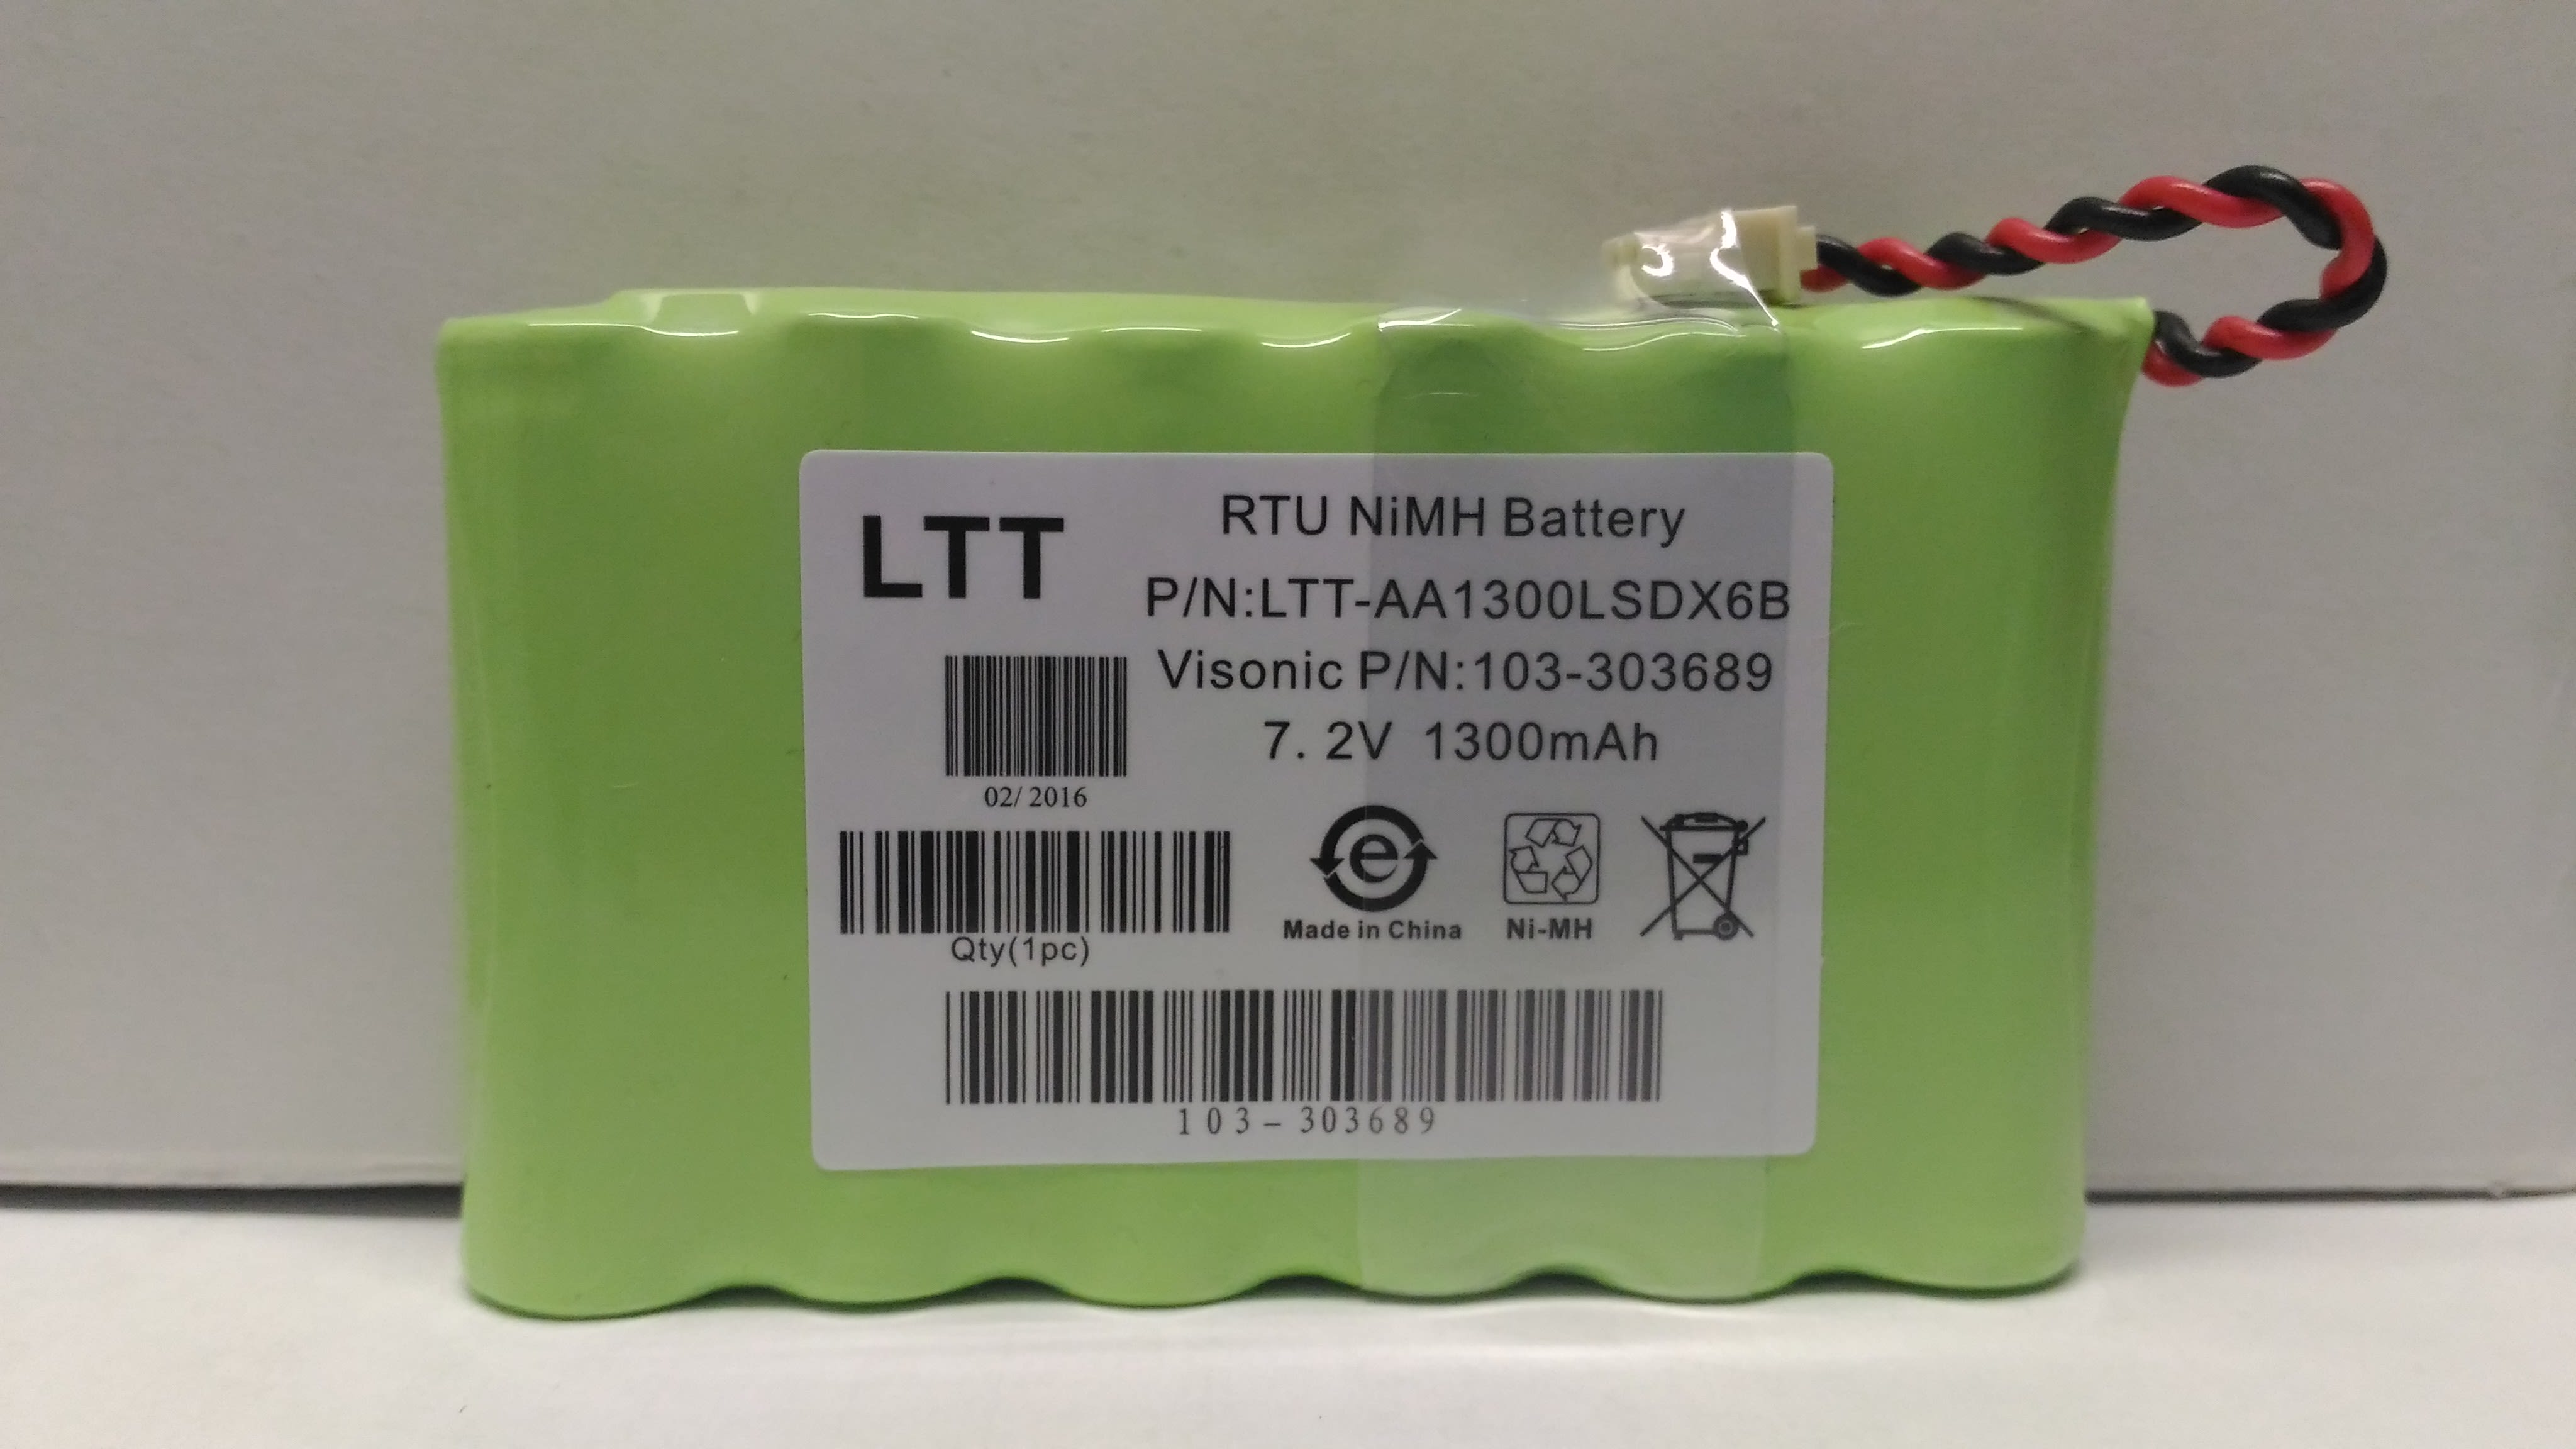 LTT
RTU NiMH Battery
P/N:LTT-AA1300LSDX6B
Visonic P/N:103-303689
7. 2V 1300mAh
02/ 2016
Qty(1pc)
e
Made in China
Ni-MH
103-303689